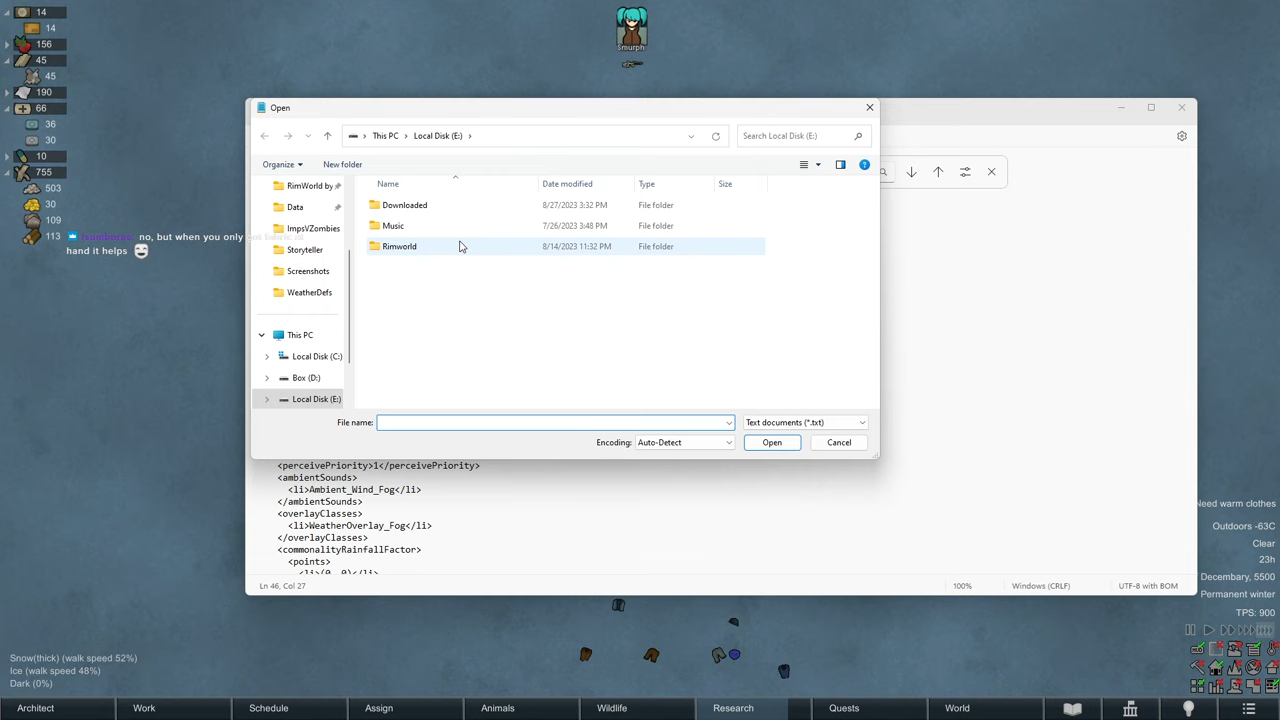 14
14
156
45
45
190
66
36
30
10
755
503
30
109
113
no, but when you only
hand it helps
Smurph
Open
This PC
Local Disk (E:)
Search Local Disk (E:)
Organize
New folder
Name
Date modified
Type
Size
RimWorld by
Data
ImpsVZombies
Storyteller
Screenshots
WeatherDefs
This PC
Local Disk (C:)
Box (D:)
Local Disk (E:)
Downloaded 8/27/2023 3:32 PM File folder
Music 7/26/2023 3:48 PM File folder
Rimworld 8/14/2023 11:32 PM File folder
File name:
Text documents (*.txt)
Encoding:
Auto-Detect
Open
Cancel
<perceivePriority>1</perceivePriority>
<ambientSounds>
<li>Ambient_Wind_Fog</li>
</ambientSounds>
<overlayClasses>
<li>WeatherOverlay_Fog</li>
</overlayClasses>
<commonalityRainfallFactor>
<points>
<li>(0, 0)</li>
Ln 46, Col 27
100%
Windows (CRLF)
UTF-8 with BOM
Need warm clothes
Outdoors -63C
Clear
23h
Decembary, 5500
Permanent winter
TPS: 900
Snow(thick) (walk speed 52%)
Ice (walk speed 48%)
Dark (0%)
Architect
Work
Schedule
Assign
Animals
Wildlife
Research
Quests
World